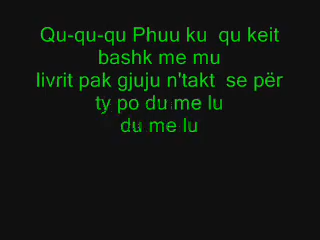 Qu-qu-qu Phuu ku qu keit
bashk me mu
livrit pak gjuju n'takt se për
ty po du me lu
du me lu